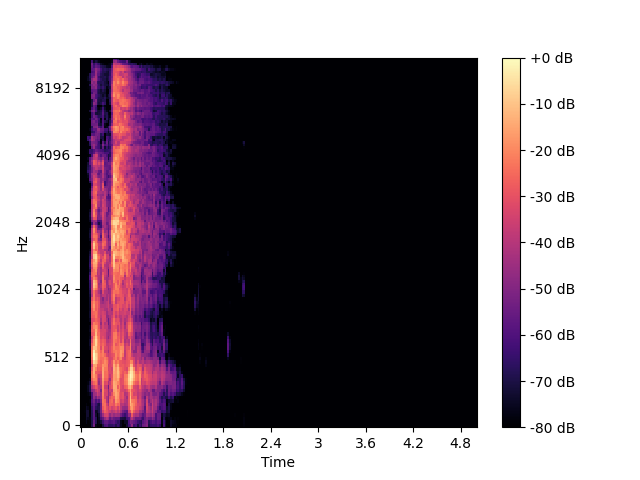 8192
4096
2048
1024
512
0
Hz
0 0.6 1.2 1.8 2.4 3 3.6 4.2 4.8
Time
+0 dB
-10 dB
-20 dB
-30 dB
-40 dB
-50 dB
-60 dB
-70 dB
-80 dB